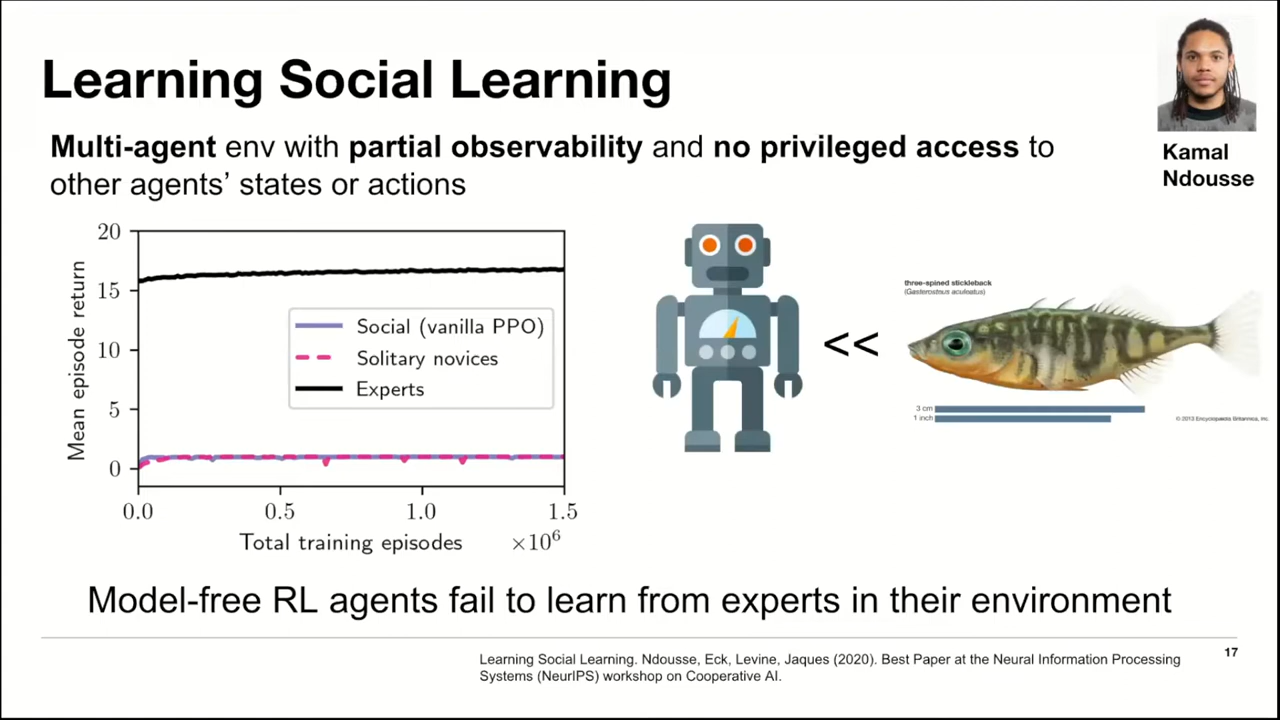 Learning Social Learning
Multi-agent env with partial observability and no privileged access to
other agents’ states or actions
Kamal
Ndousse
20
15
10
5
0
Mean episode return
Social (vanilla PPO)
Solitary novices
Experts
0.0
0.5
1.0
1.5
Total training episodes
×10⁶
<<
three-spined stickleback
(Gasterosteus aculeatus)
3 cm
1 inch
© 2013 Encyclopædia Britannica, Inc.
Model-free RL agents fail to learn from experts in their environment
Learning Social Learning. Ndousse, Eck, Levine, Jaques (2020). Best Paper at the Neural Information Processing
Systems (NeurIPS) workshop on Cooperative AI.
17